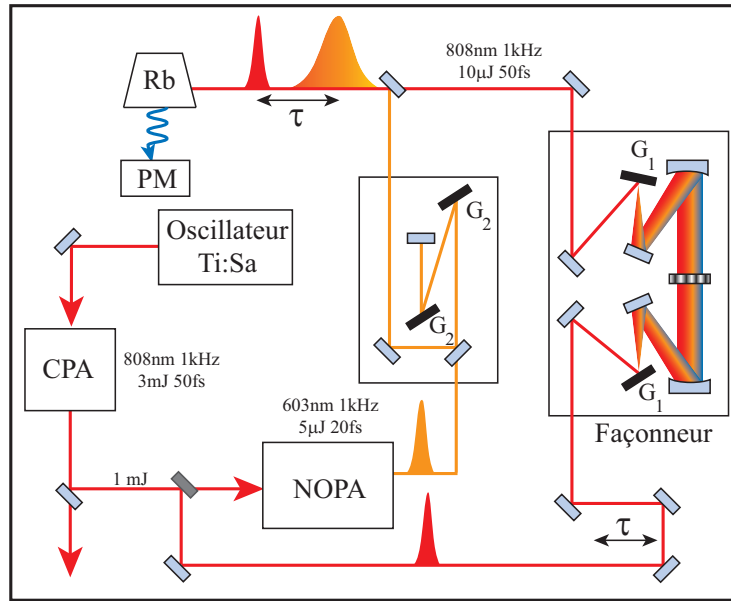 808nm 1kHz
10µJ 50fs
Rb
τ
PM
G1
G2
Oscillateur
Ti:Sa
G2
CPA
808nm 1kHz
3mJ 50fs
G1
603nm 1kHz
5µJ 20fs
Façonneur
1 mJ
NOPA
τ